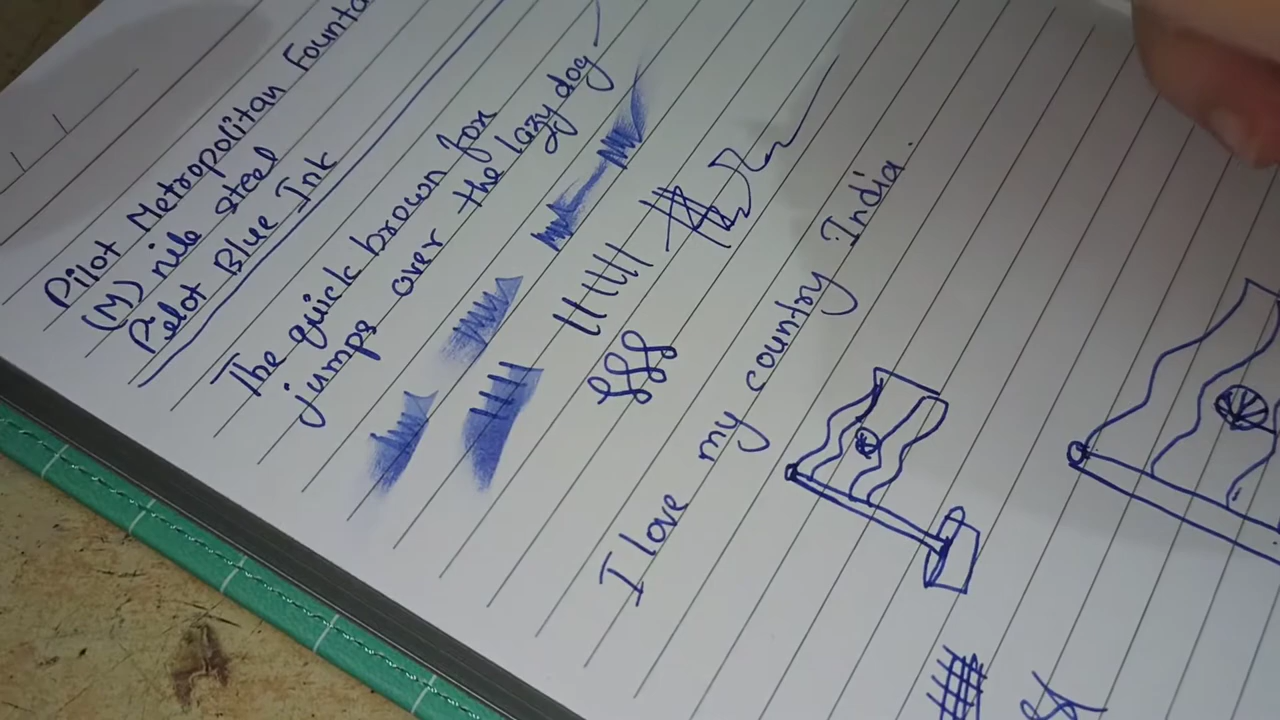 Pilot Metropolitan Founta
(M) nib steel
Pilot Blue Ink
The quick brown fox
jumps over the lazy dog
I love my country India.